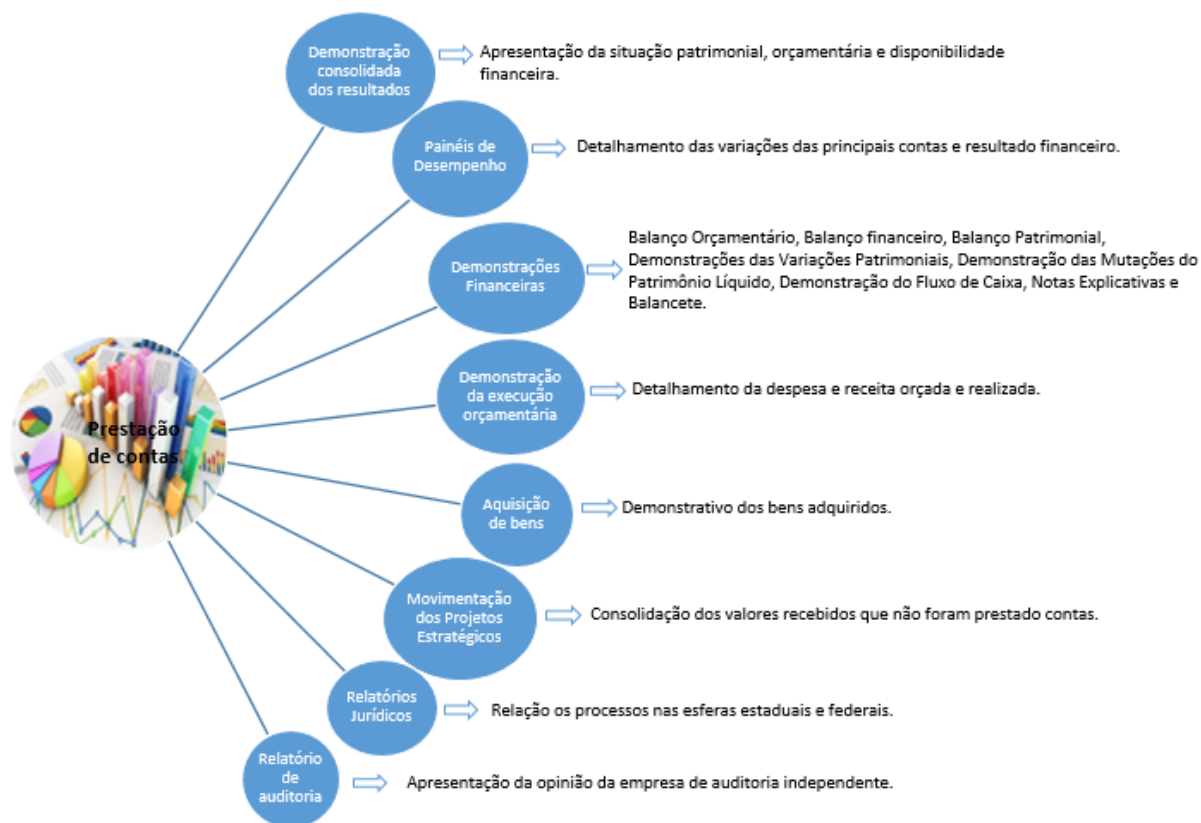 Demonstração
consolidada
dos resultados
Apresentação da situação patrimonial, orçamentária e disponibilidade
financeira.
Painéis de
Desempenho
Detalhamento das variações das principais contas e resultado financeiro.
Demonstrações
Financeiras
Balanço Orçamentário, Balanço financeiro, Balanço Patrimonial,
Demonstrações das Variações Patrimoniais, Demonstração das Mutações do
Patrimônio Líquido, Demonstração do Fluxo de Caixa, Notas Explicativas e
Balancete.
Demonstração
da execução
orçamentária
Detalhamento da despesa e receita orçada e realizada.
Prestação
de contas
Aquisição
de bens
Demonstrativo dos bens adquiridos.
Movimentação
dos Projetos
Estratégicos
Consolidação dos valores recebidos que não foram prestado contas.
Relatórios
Jurídicos
Relação os processos nas esferas estaduais e federais.
Relatório
de
auditoria
Apresentação da opinião da empresa de auditoria independente.